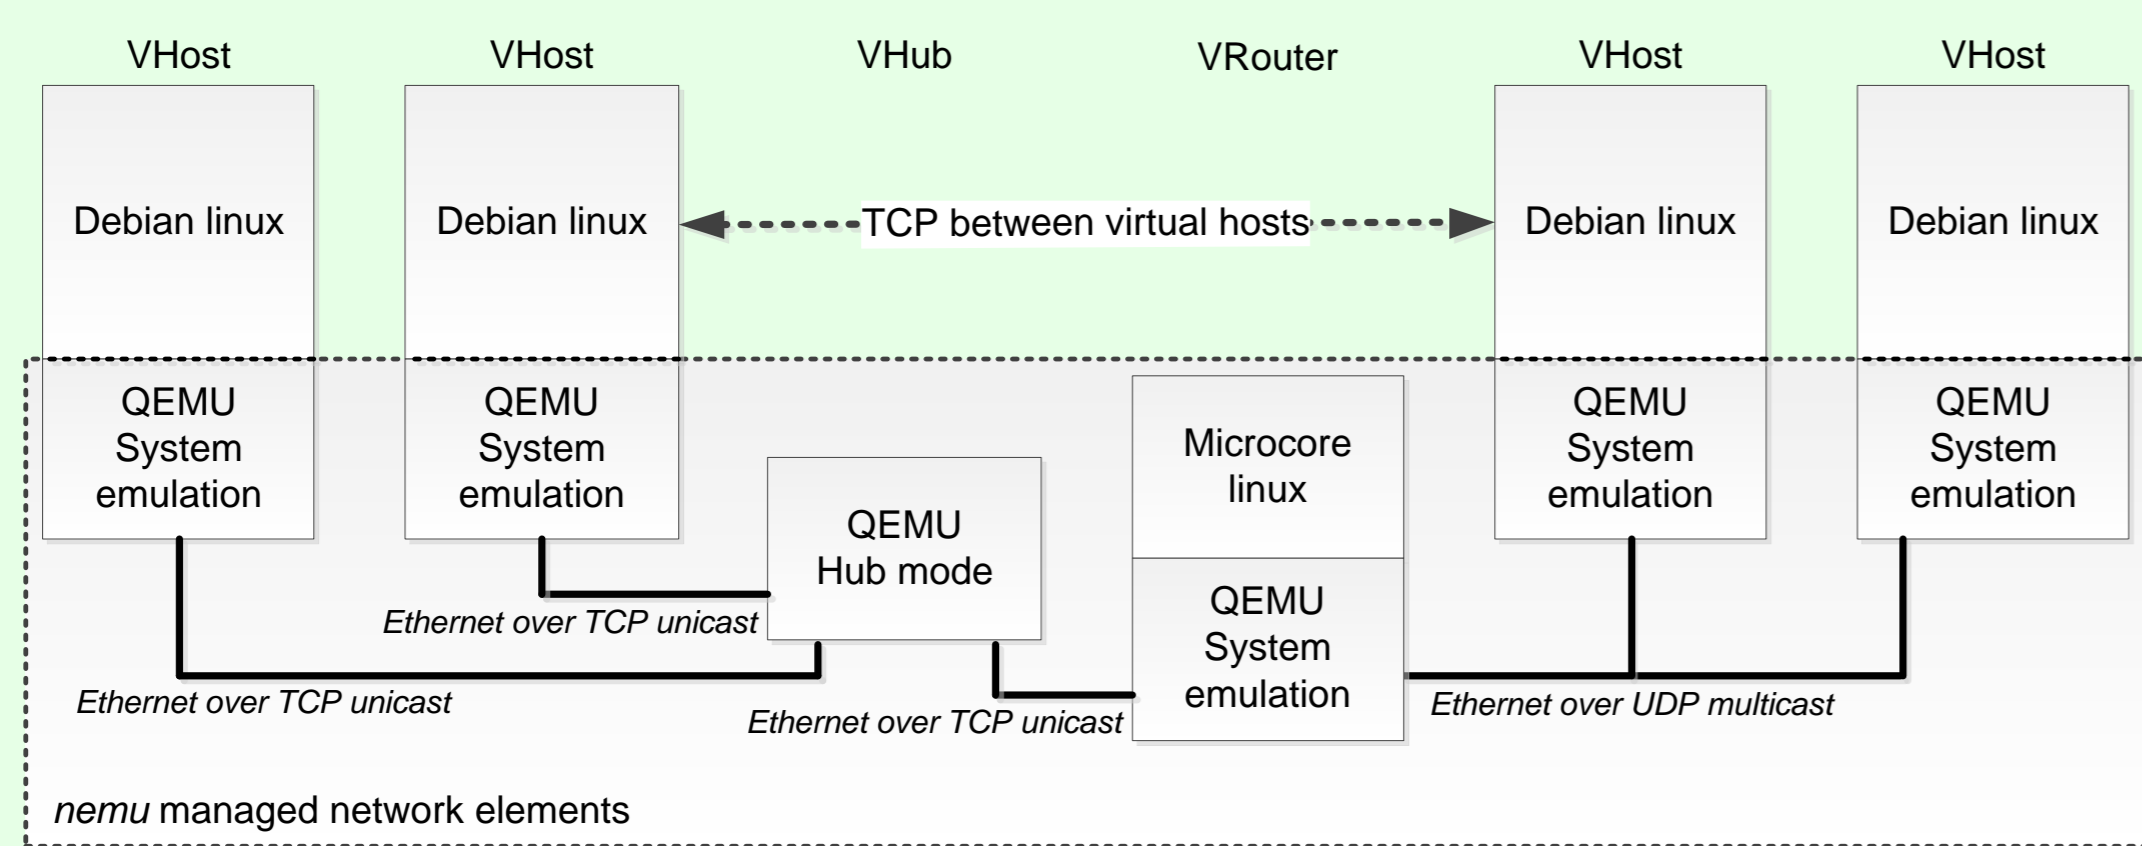 VHost
VHost
VHub
VRouter
VHost
VHost
Debian linux
Debian linux
TCP between virtual hosts
Debian linux
Debian linux
QEMU
System
emulation
QEMU
System
emulation
QEMU
Hub mode
Microcore
linux
QEMU
System
emulation
QEMU
System
emulation
QEMU
System
emulation
Ethernet over TCP unicast
Ethernet over TCP unicast
Ethernet over TCP unicast
Ethernet over UDP multicast
nemu managed network elements